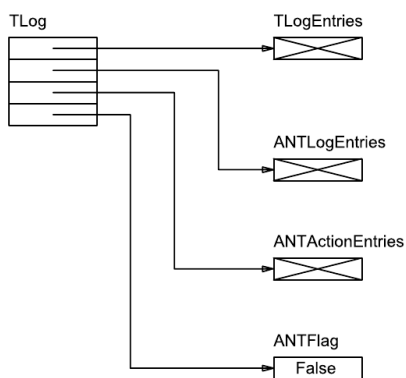 TLog
TLogEntries
ANTLogEntries
ANTActionEntries
ANTFlag
False